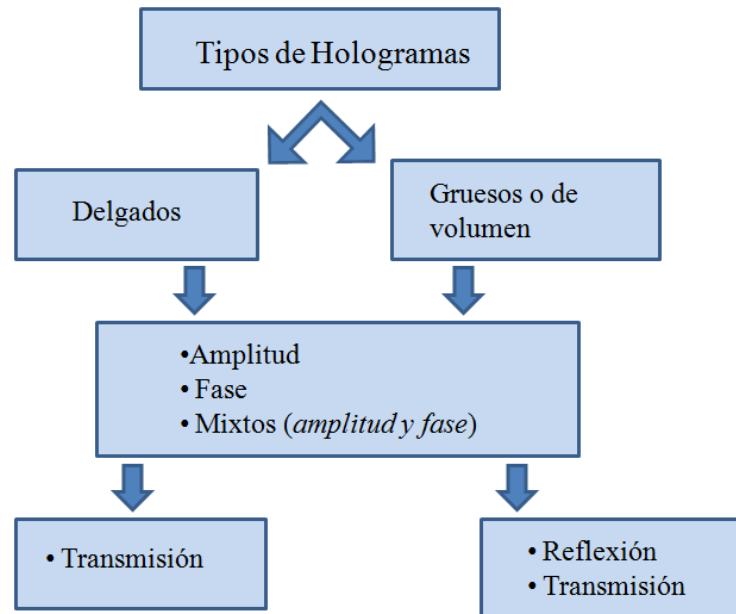 Tipos de Hologramas
Delgados
Gruesos o de
volumen
•Amplitud
• Fase
• Mixtos (amplitud y fase)
• Transmisión
• Reflexión
• Transmisión